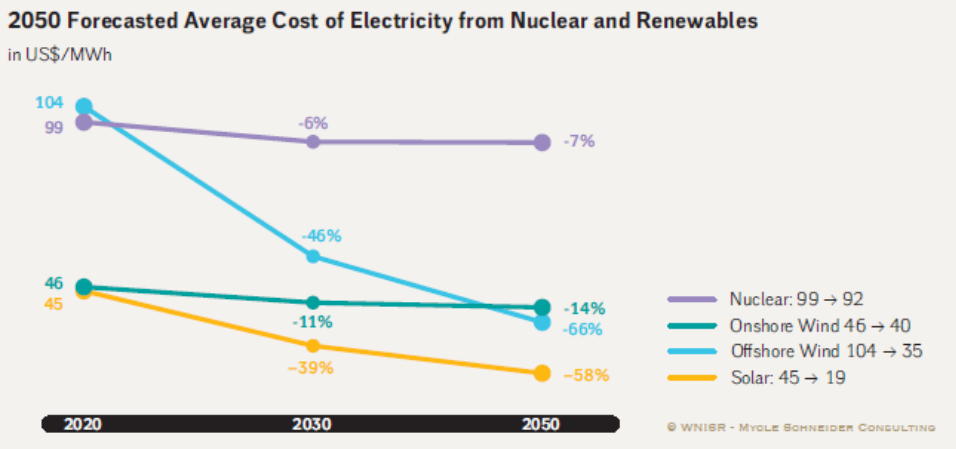 2050 Forecasted Average Cost of Electricity from Nuclear and Renewables
in US$/MWh
104
99
-6%
-7%
-46%
46
45
-11%
-14%
-66%
–39%
–58%
Nuclear: 99 → 92
Onshore Wind 46 → 40
Offshore Wind 104 → 35
Solar: 45 → 19
2020 2030 2050
© WNISR - Mycle Schneider Consulting